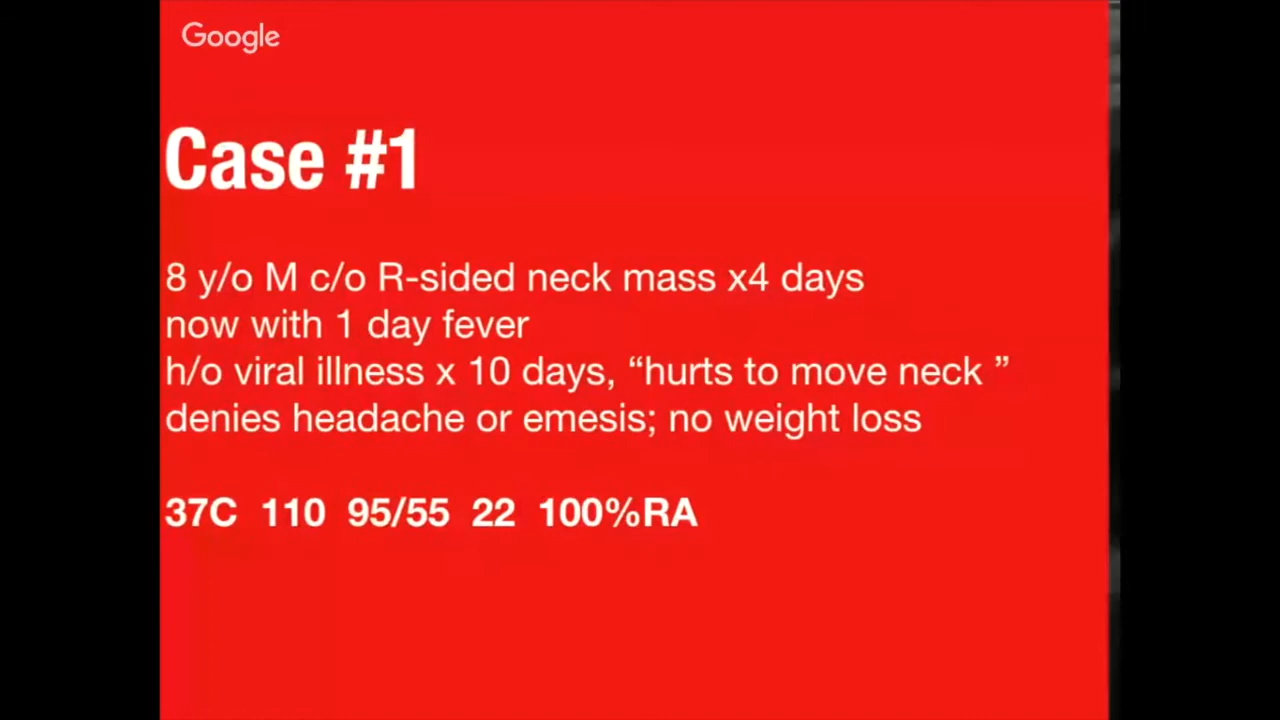 Google
Case #1
8 y/o M c/o R-sided neck mass x4 days
now with 1 day fever
h/o viral illness x 10 days, “hurts to move neck ”
denies headache or emesis; no weight loss
37C 110 95/55 22 100%RA